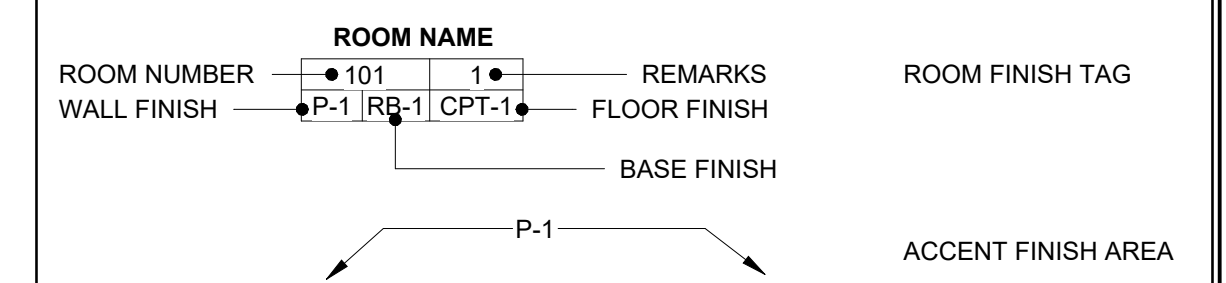 ROOM NAME
ROOM NUMBER 101 1 REMARKS ROOM FINISH TAG
WALL FINISH P-1 RB-1 CPT-1 FLOOR FINISH
BASE FINISH
P-1
ACCENT FINISH AREA